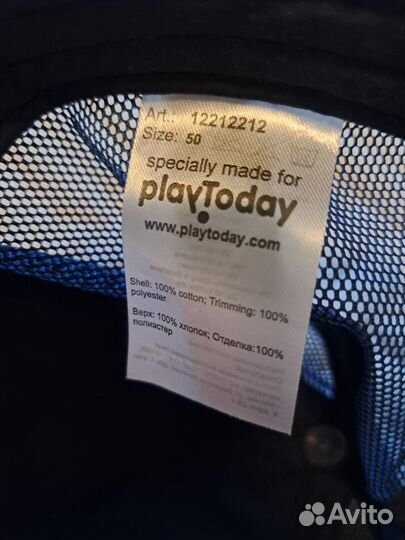 Art.: 12212212
Size: 50
specially made for
playToday
www.playtoday.com
Shell: 100% cotton; Trimming: 100%
polyester
Верх: 100% хлопок; Отделка:100%
полиэстер
Avito